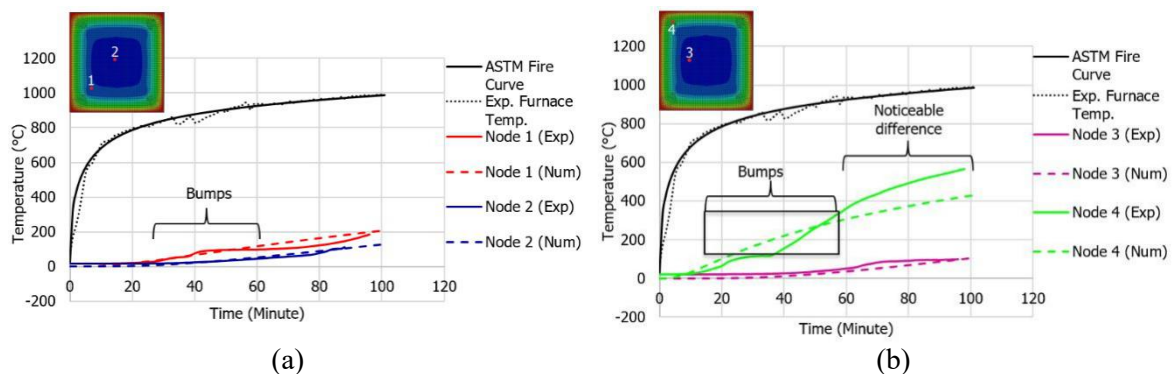 1200
1000
800
600
400
200
0
-200
0 20 40 60 80 100 120
Temperature (°C)
Time (Minute)
2
1
Bumps
ASTM Fire
Curve
Exp. Furnace
Temp.
Node 1 (Exp)
Node 1 (Num)
Node 2 (Exp)
Node 2 (Num)
(a)
1200
1000
800
600
400
200
0
-200
0 20 40 60 80 100 120
Temperature (°C)
Time (Minute)
4
3
Noticeable
difference
Bumps
ASTM Fire
Curve
Exp. Furnace
Temp.
Node 3 (Exp)
Node 3 (Num)
Node 4 (Exp)
Node 4 (Num)
(b)